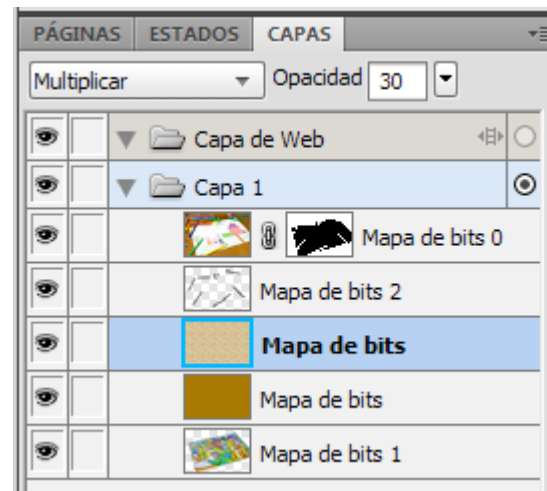 PÁGINAS ESTADOS CAPAS
Multiplicar Opacidad 30
Capa de Web
Capa 1
Mapa de bits 0
Mapa de bits 2
Mapa de bits
Mapa de bits
Mapa de bits 1